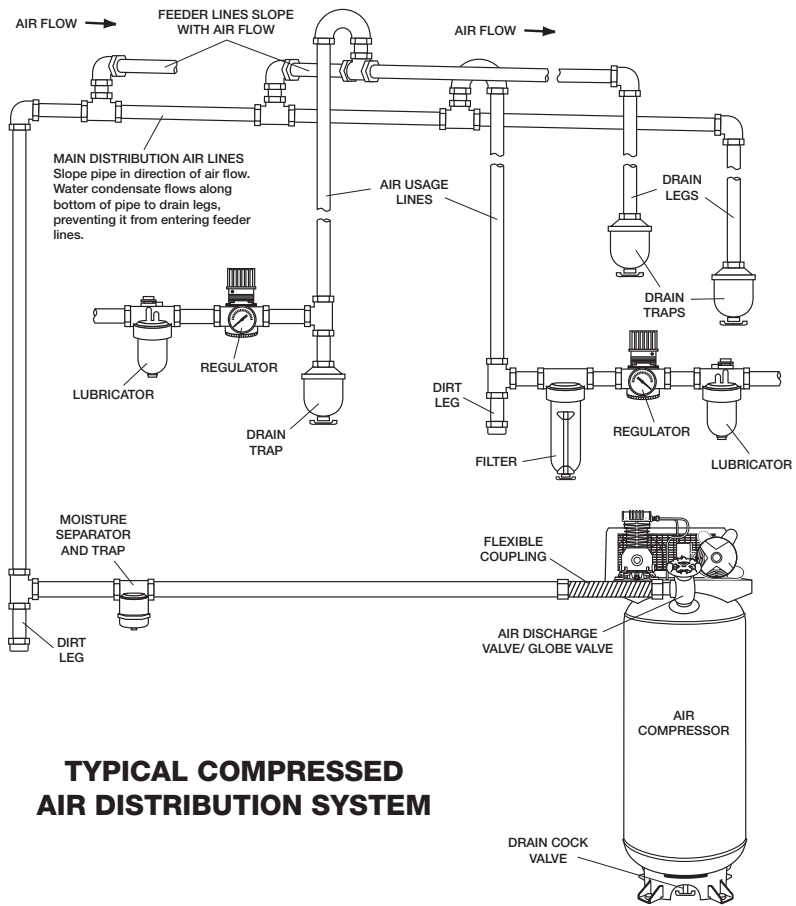 AIR FLOW
FEEDER LINES SLOPE
WITH AIR FLOW
AIR FLOW
MAIN DISTRIBUTION AIR LINES
Slope pipe in direction of air flow.
Water condensate flows along
bottom of pipe to drain legs,
preventing it from entering feeder
lines.
AIR USAGE
LINES
DRAIN
LEGS
DRAIN
TRAPS
LUBRICATOR
REGULATOR
DRAIN
TRAP
DIRT
LEG
FILTER
REGULATOR
LUBRICATOR
MOISTURE
SEPARATOR
AND TRAP
FLEXIBLE
COUPLING
DIRT
LEG
AIR DISCHARGE
VALVE/ GLOBE VALVE
AIR
COMPRESSOR
TYPICAL COMPRESSED
AIR DISTRIBUTION SYSTEM
DRAIN COCK
VALVE